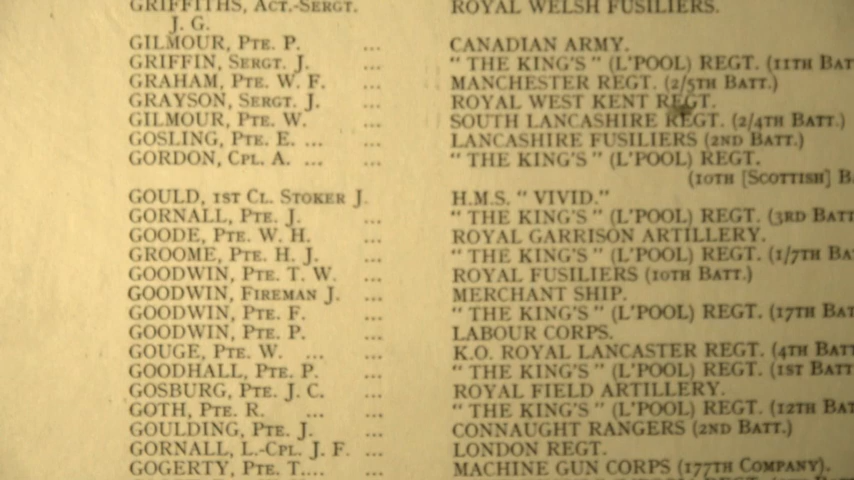 GRIFFITHS, ACT.-SERGT. J. G. ROYAL WELSH FUSILIERS.
GILMOUR, PTE. P. ... CANADIAN ARMY.
GRIFFIN, SERGT. J. ... " THE KING'S " (L'POOL) REGT. (11TH BAT
GRAHAM, PTE. W. F. ... MANCHESTER REGT. (2/5TH BATT.)
GRAYSON, SERGT. J. ... ROYAL WEST KENT REGT.
GILMOUR, PTE. W. ... SOUTH LANCASHIRE REGT. (2/4TH BATT.)
GOSLING, PTE. E. ... ... LANCASHIRE FUSILIERS (2ND BATT.)
GORDON, CPL. A. ... ... " THE KING'S " (L'POOL) REGT.
(10TH [SCOTTISH] B
GOULD, 1ST CL. STOKER J. H.M.S. " VIVID."
GORNALL, PTE. J. ... " THE KING'S " (L'POOL) REGT. (3RD BATT
GOODE, PTE. W. H. ... ROYAL GARRISON ARTILLERY.
GROOME, PTE. H. J. ... " THE KING'S " (L'POOL) REGT. (1/7TH BA
GOODWIN, PTE. T. W. ... ROYAL FUSILIERS (10TH BATT.)
GOODWIN, FIREMAN J. ... MERCHANT SHIP.
GOODWIN, PTE. F. ... " THE KING'S " (L'POOL) REGT. (17TH BAT
GOODWIN, PTE. P. ... LABOUR CORPS.
GOUGE, PTE. W. ... ... K.O. ROYAL LANCASTER REGT. (4TH BATT
GOODHALL, PTE. P. ... " THE KING'S " (L'POOL) REGT. (1ST BATT
GOSBURG, PTE. J. C. ... ROYAL FIELD ARTILLERY.
GOTH, PTE. R. ... ... " THE KING'S " (L'POOL) REGT. (12TH BAT
GOULDING, PTE. J. ... CONNAUGHT RANGERS (2ND BATT.)
GORNALL, L.-CPL. J. F. ... LONDON REGT.
GOGERTY, PTE. T.... ... MACHINE GUN CORPS (177TH COMPANY).